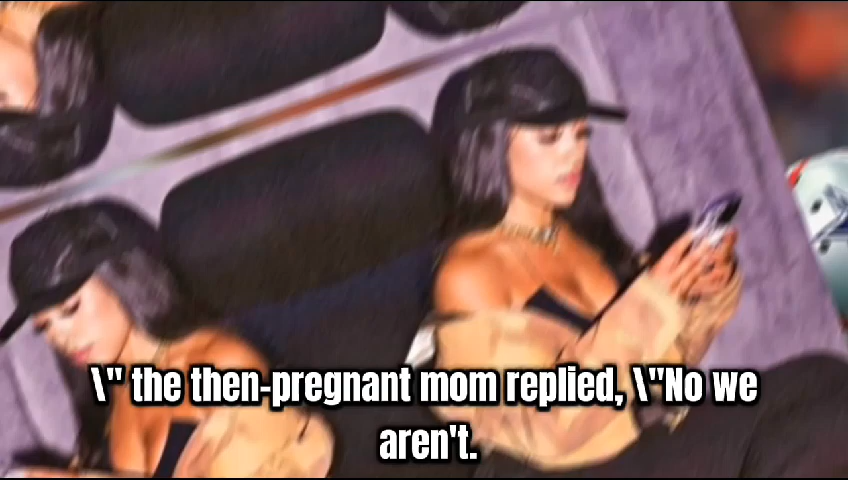 \" the then-pregnant mom replied, \"No we
aren't.